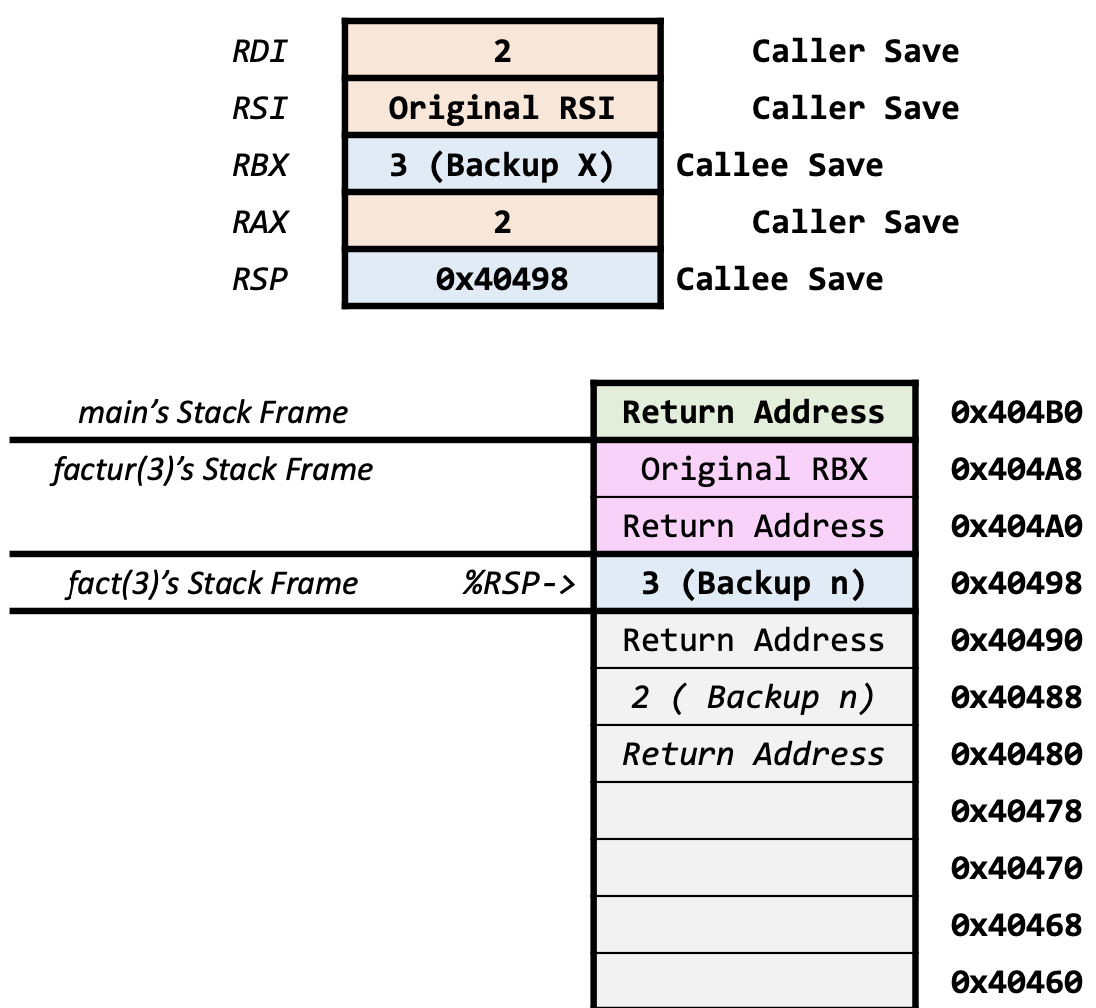 RDI 2 Caller Save
RSI Original RSI Caller Save
RBX 3 (Backup X) Callee Save
RAX 2 Caller Save
RSP 0x40498 Callee Save
main’s Stack Frame Return Address 0x404B0
factur(3)’s Stack Frame Original RBX 0x404A8
Return Address 0x404A0
fact(3)’s Stack Frame %RSP-> 3 (Backup n) 0x40498
Return Address 0x40490
2 ( Backup n) 0x40488
Return Address 0x40480
0x40478
0x40470
0x40468
0x40460